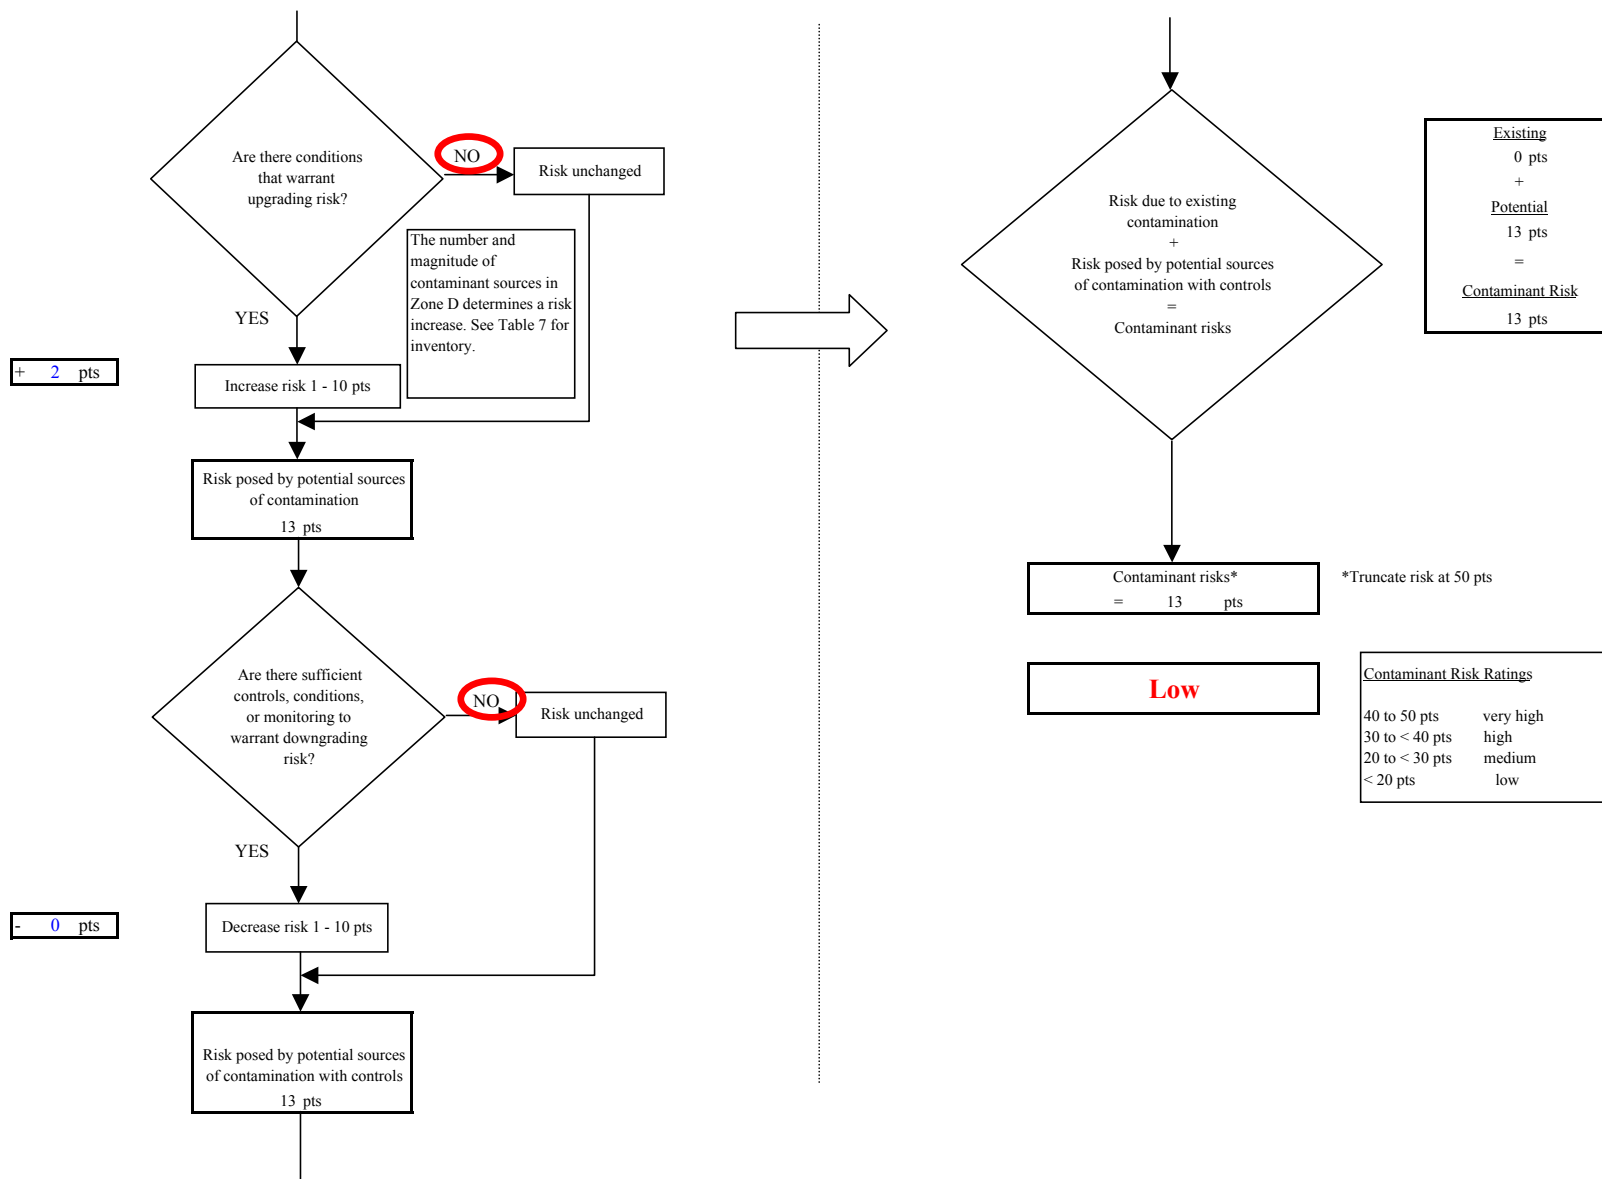 Are there conditions
that warrant
upgrading risk?
NO
Risk unchanged
The number and
magnitude of
contaminant sources in
Zone D determines a risk
increase. See Table 7 for
inventory.
YES
+ 2 pts
Increase risk 1 - 10 pts
Risk posed by potential sources
of contamination
13 pts
Are there sufficient
controls, conditions,
or monitoring to
warrant downgrading
risk?
NO
Risk unchanged
YES
- 0 pts
Decrease risk 1 - 10 pts
Risk posed by potential sources
of contamination with controls
13 pts
Risk due to existing
contamination
+
Risk posed by potential sources
of contamination with controls
=
Contaminant risks
Existing
0 pts
+
Potential
13 pts
=
Contaminant Risk
13 pts
Contaminant risks*
= 13 pts
*Truncate risk at 50 pts
Low
Contaminant Risk Ratings
40 to 50 pts very high
30 to < 40 pts high
20 to < 30 pts medium
< 20 pts low